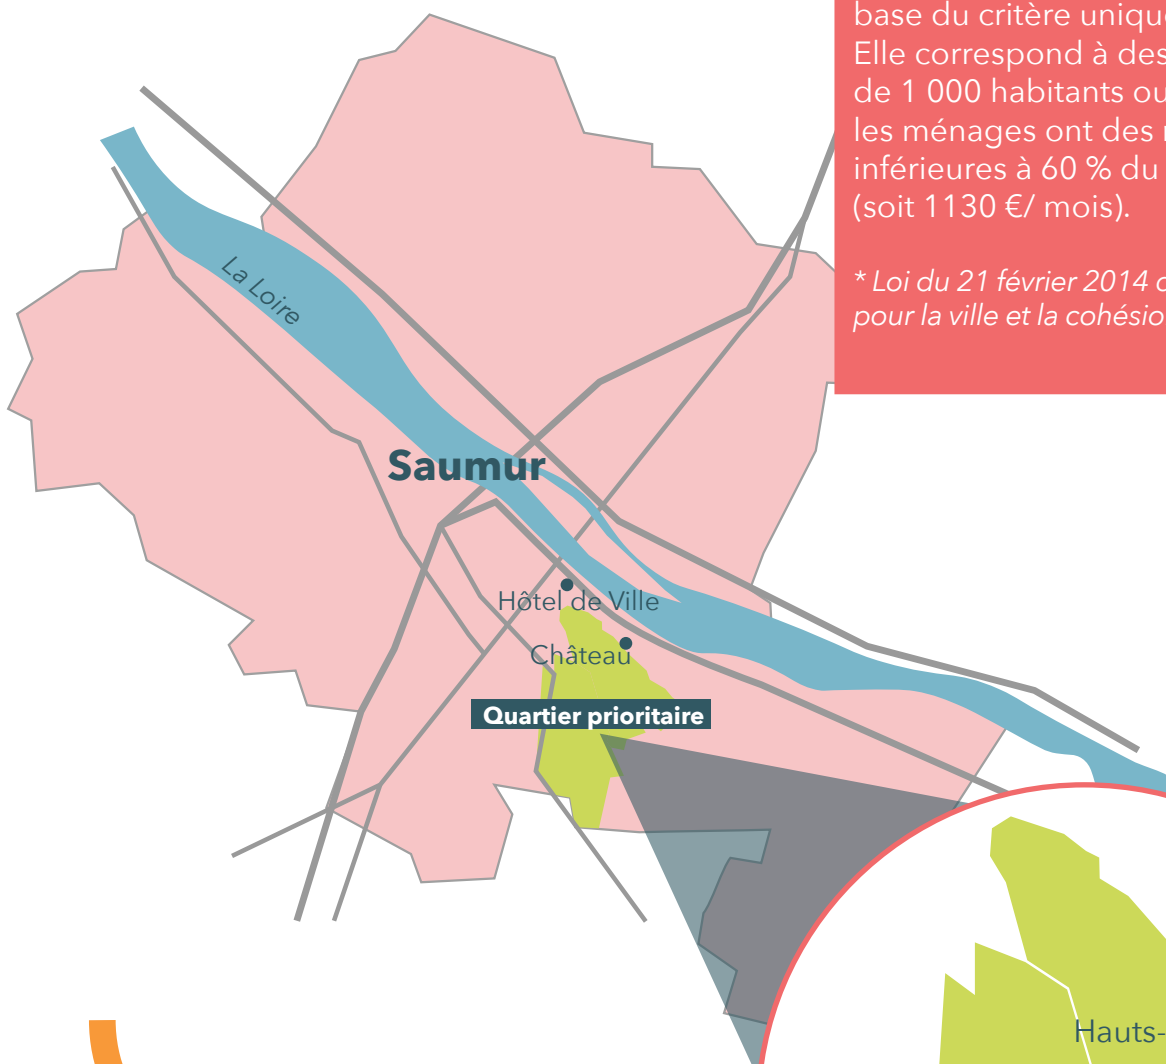 base du critère unique
Elle correspond à des
de 1 000 habitants ou
les ménages ont des
inférieures à 60 % du
(soit 1130 €/ mois).
* Loi du 21 février 2014
pour la ville et la
La Loire
Saumur
Hôtel de Ville
Château
Quartier prioritaire
Hauts-